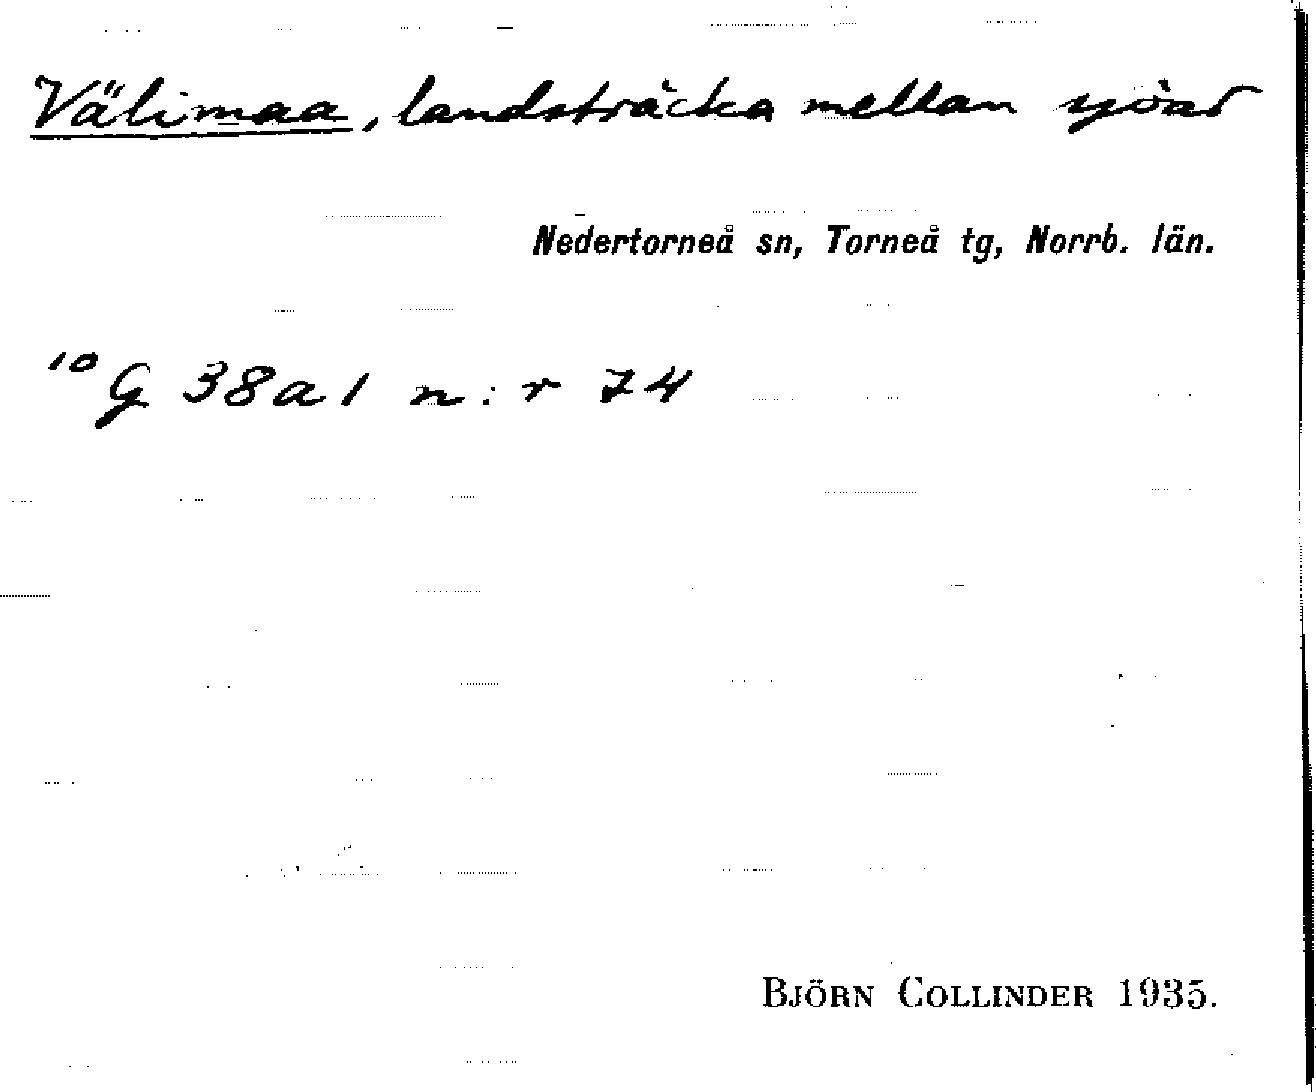 Välimaa, landsträcka mellan sjöar
Nedertorneå sn, Torneå tg, Norrb. län.
10 G 38a1 n:r 74
BJÖRN COLLINDER 1935.